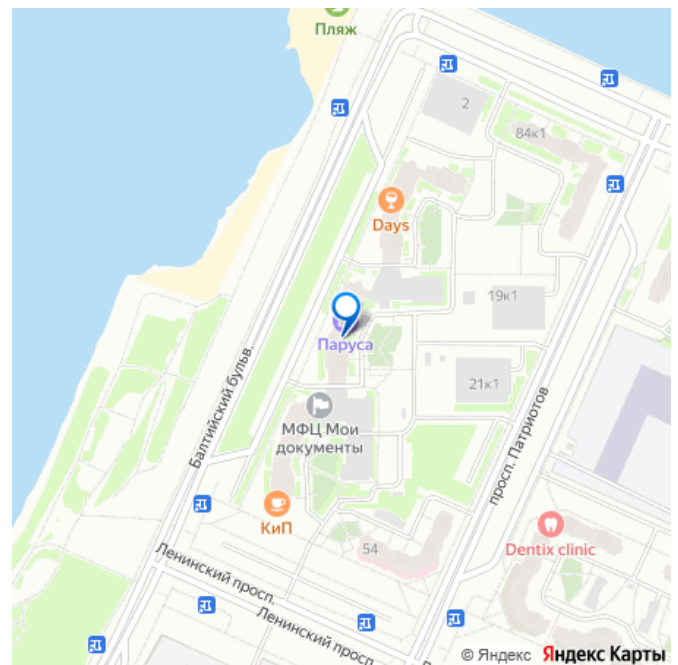 Пляж
2
84к1
Days
19к1
Паруса
21к1
МФЦ Мои
документы
Балтийский бульв.
просп. Патриотов
КиП
54
Dentix clinic
Ленинский просп.
Ленинский просп.
© Яндекс Яндекс Карты